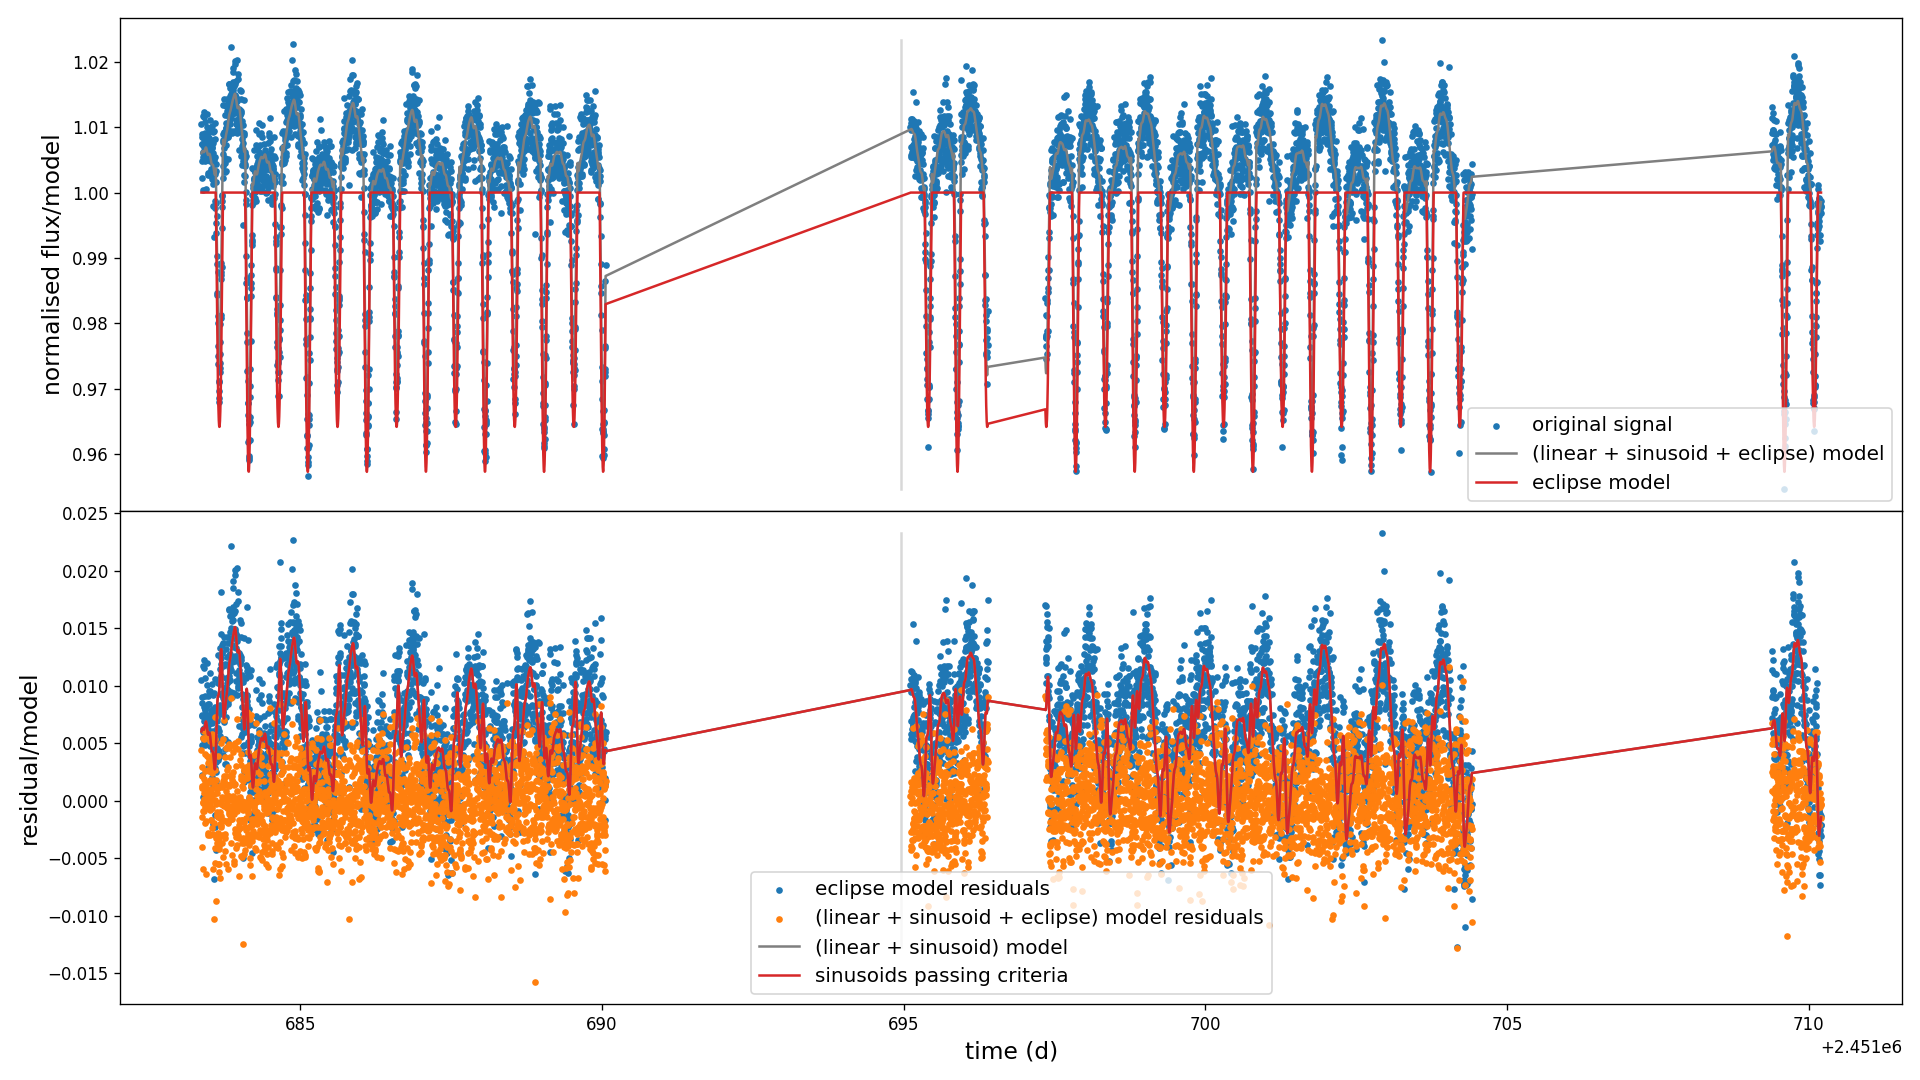 normalised flux/model
1.02
1.01
1.00
0.99
0.98
0.97
0.96
original signal
(linear + sinusoid + eclipse) model
eclipse model
residual/model
0.025
0.020
0.015
0.010
0.005
0.000
−0.005
−0.010
−0.015
eclipse model residuals
(linear + sinusoid + eclipse) model residuals
(linear + sinusoid) model
sinusoids passing criteria
685
690
695
700
705
710
+2.451e6
time (d)